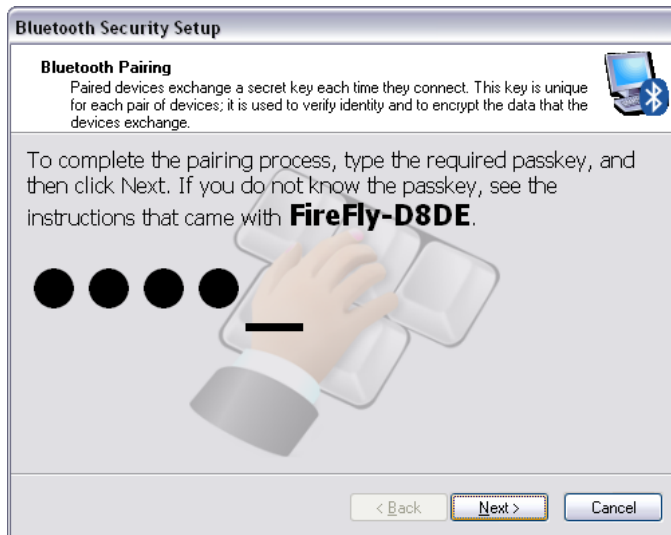 Bluetooth Security Setup
Bluetooth Pairing
Paired devices exchange a secret key each time they connect. This key is unique
for each pair of devices; it is used to verify identity and to encrypt the data that the
devices exchange.
To complete the pairing process, type the required passkey, and
then click Next. If you do not know the passkey, see the
instructions that came with FireFly-D8DE.
< Back Next > Cancel